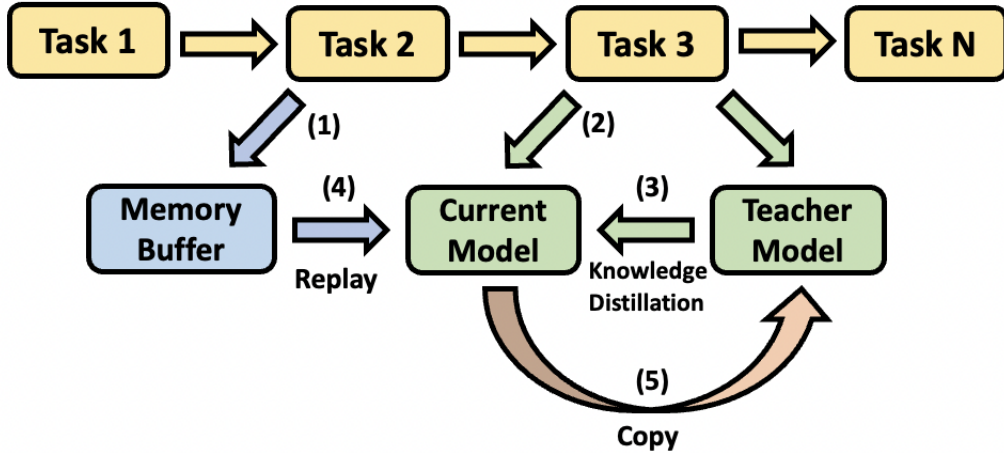 Task 1
Task 2
Task 3
Task N
(1)
(2)
Memory
Buffer
(4)
Replay
Current
Model
(3)
Knowledge
Distillation
Teacher
Model
(5)
Copy